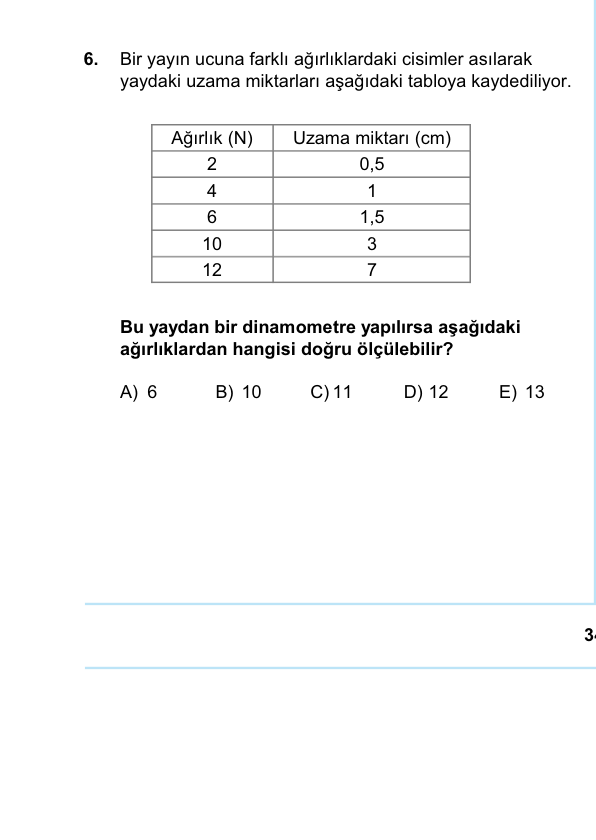 6. Bir yayın ucuna farklı ağırlıklardaki cisimler asılarak
yaydaki uzama miktarları aşağıdaki tabloya kaydediliyor.
Ağırlık (N) Uzama miktarı (cm)
2 0,5
4 1
6 1,5
10 3
12 7
Bu yaydan bir dinamometre yapılırsa aşağıdaki
ağırlıklardan hangisi doğru ölçülebilir?
A) 6 B) 10 C) 11 D) 12 E) 13